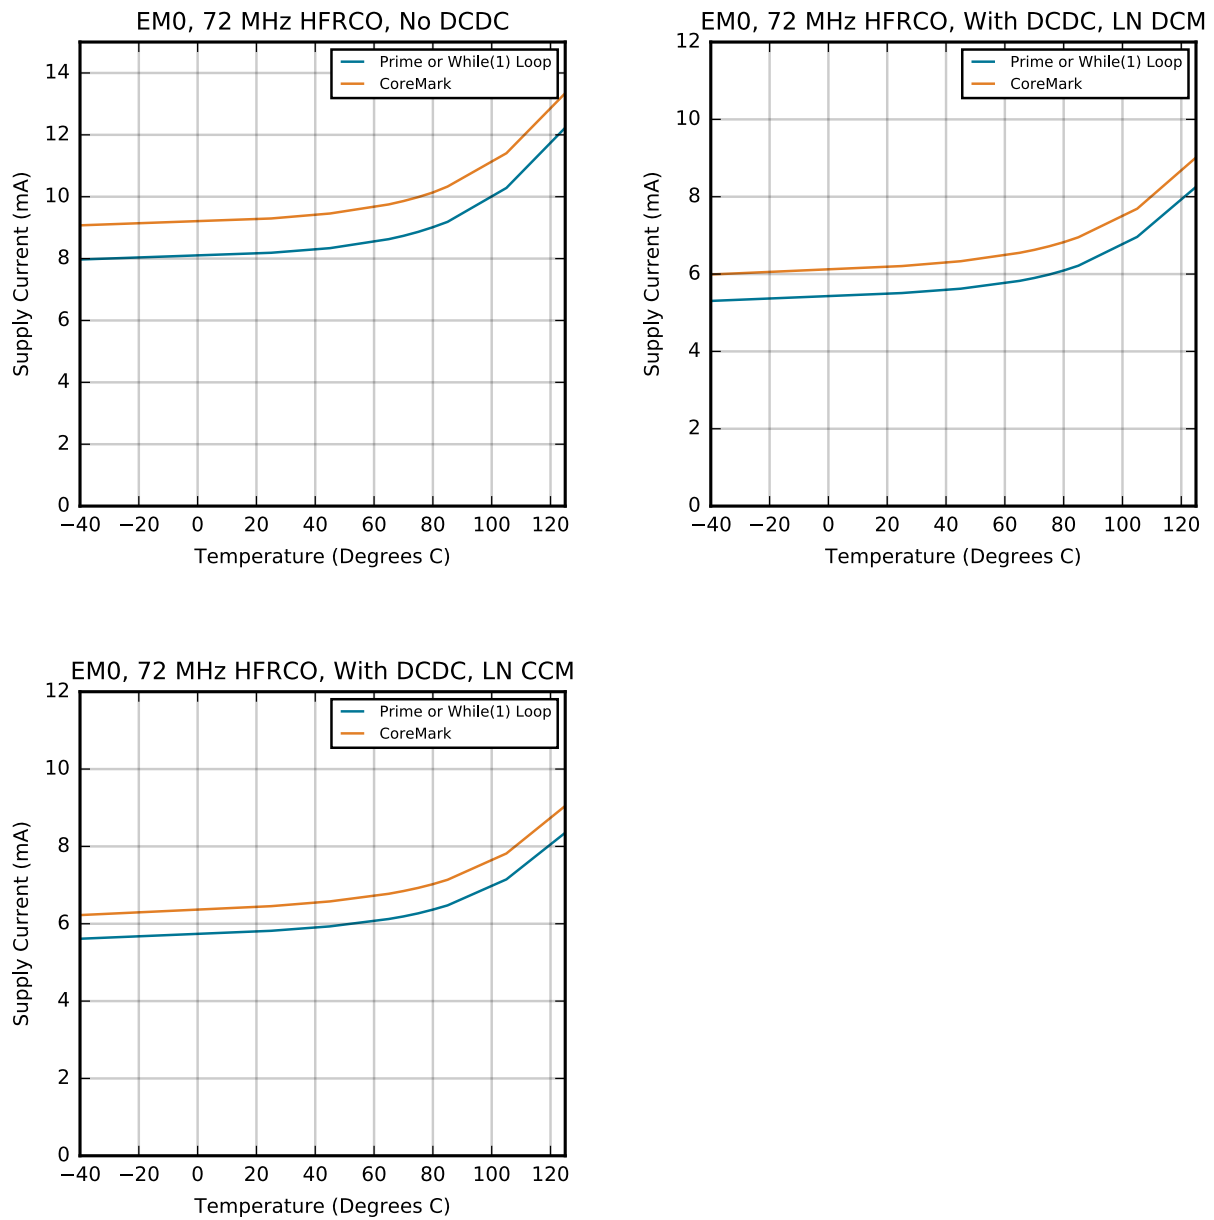 EM0, 72 MHz HFRCO, No DCDC
Prime or While(1) Loop
CoreMark
14
12
10
8
6
4
2
0
Supply Current (mA)
−40 −20 0 20 40 60 80 100 120
Temperature (Degrees C)
EM0, 72 MHz HFRCO, With DCDC, LN DCM
Prime or While(1) Loop
CoreMark
12
10
8
6
4
2
0
Supply Current (mA)
−40 −20 0 20 40 60 80 100 120
Temperature (Degrees C)
EM0, 72 MHz HFRCO, With DCDC, LN CCM
Prime or While(1) Loop
CoreMark
12
10
8
6
4
2
0
Supply Current (mA)
−40 −20 0 20 40 60 80 100 120
Temperature (Degrees C)